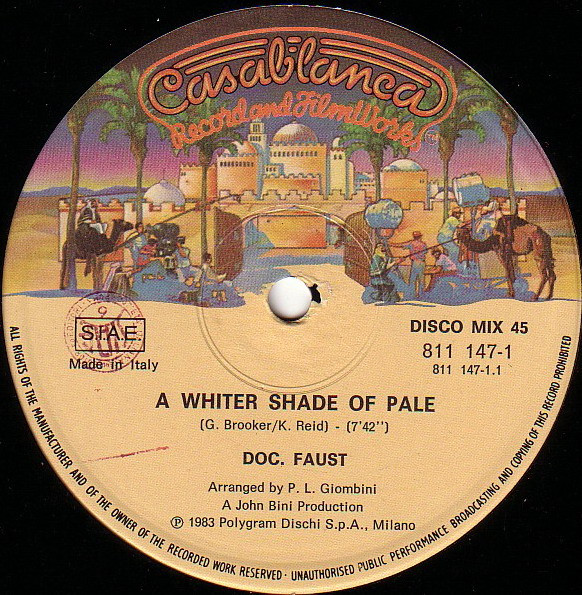 Casablanca
Record and FilmWorks
S.I.A.E.
Made in Italy
DISCO MIX 45
811 147-1
811 147-1.1
A WHITER SHADE OF PALE
(G. Brooker/K. Reid) - (7'42'')
DOC. FAUST
Arranged by P. L. Giombini
A John Bini Production
℗ 1983 Polygram Dischi S.p.A., Milano
ALL RIGHTS OF THE MANUFACTURER AND OF THE OWNER OF THE RECORDED WORK RESERVED · UNAUTHORISED PUBLIC PERFORMANCE BROADCASTING AND COPYING OF THIS RECORD PROHIBITED